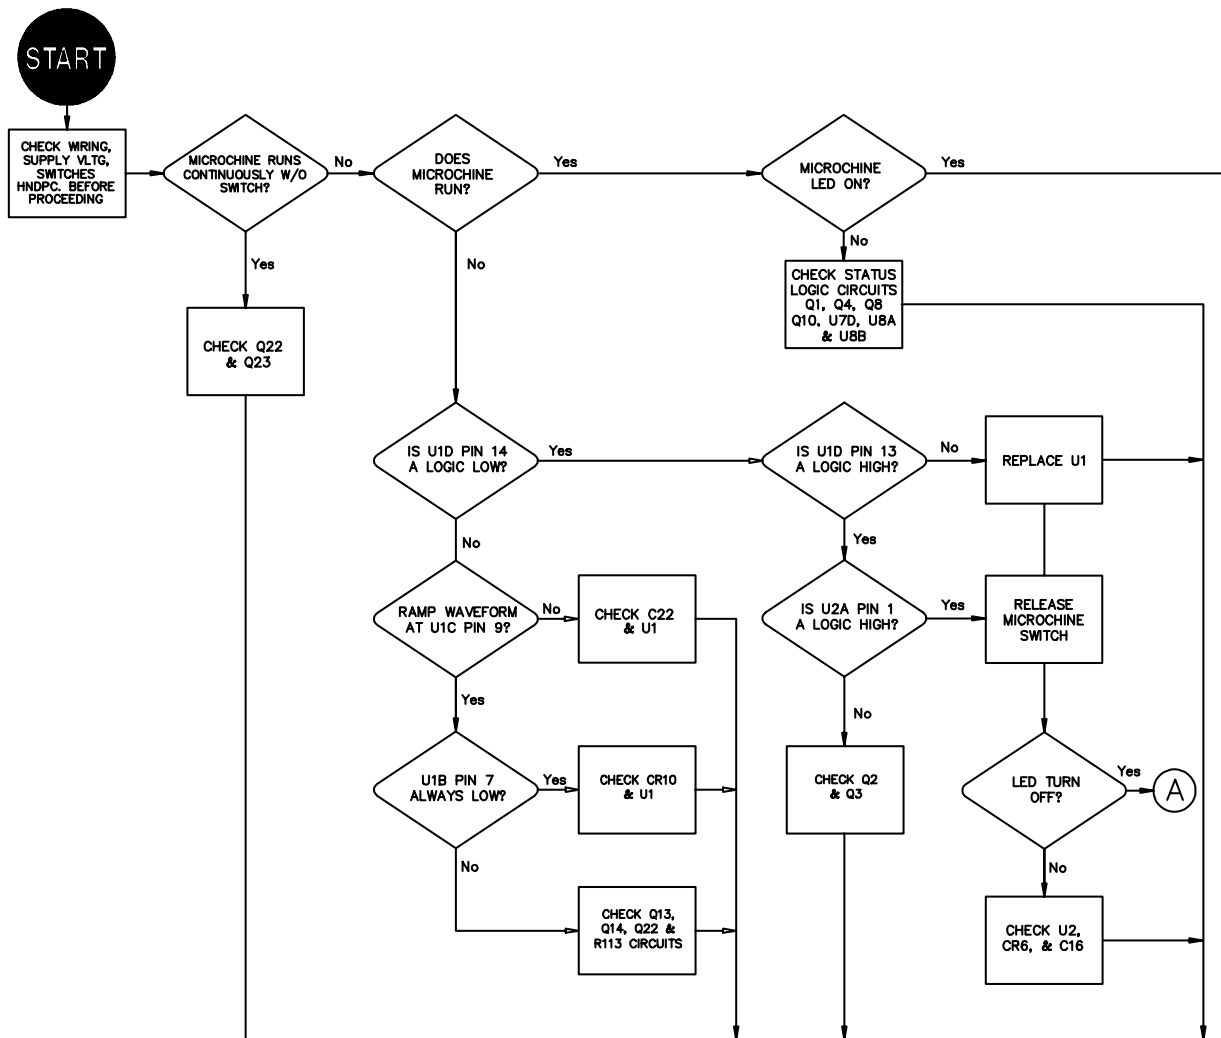 START
CHECK WIRING,
SUPPLY VLTG,
SWITCHES
HNDPC. BEFORE
PROCEEDING
MICROCHINE RUNS
CONTINUOUSLY W/O
SWITCH?
No
DOES
MICROCHINE
RUN?
Yes
MICROCHINE
LED ON?
Yes
Yes
No
No
CHECK STATUS
LOGIC CIRCUITS
Q1, Q4, Q8
Q10, U7D, U8A
& U8B
CHECK Q22
& Q23
IS U1D PIN 14
A LOGIC LOW?
Yes
IS U1D PIN 13
A LOGIC HIGH?
No
REPLACE U1
No
Yes
RAMP WAVEFORM
AT U1C PIN 9?
No
CHECK C22
& U1
IS U2A PIN 1
A LOGIC HIGH?
Yes
RELEASE
MICROCHINE
SWITCH
Yes
No
U1B PIN 7
ALWAYS LOW?
Yes
CHECK CR10
& U1
CHECK Q2
& Q3
LED TURN
OFF?
Yes
A
No
No
CHECK Q13,
Q14, Q22 &
R113 CIRCUITS
CHECK U2,
CR6, & C16